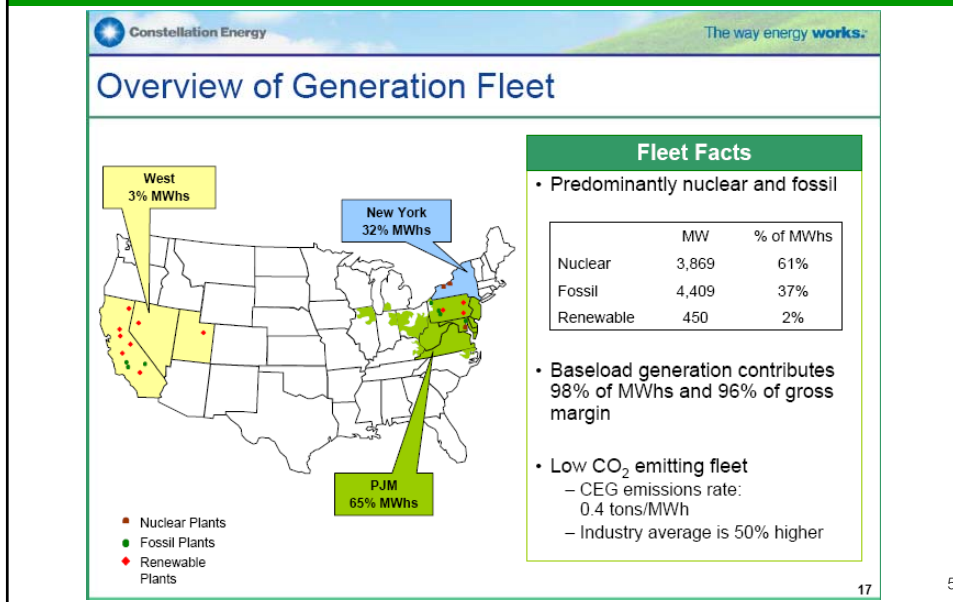 Constellation Energy
The way energy works.
Overview of Generation Fleet
West
3% MWhs
New York
32% MWhs
PJM
65% MWhs
Nuclear Plants
Fossil Plants
Renewable
Plants
Fleet Facts
• Predominantly nuclear and fossil
MW % of MWhs
Nuclear 3,869 61%
Fossil 4,409 37%
Renewable 450 2%
• Baseload generation contributes
98% of MWhs and 96% of gross
margin
• Low CO2 emitting fleet
– CEG emissions rate:
0.4 tons/MWh
– Industry average is 50% higher
17
5